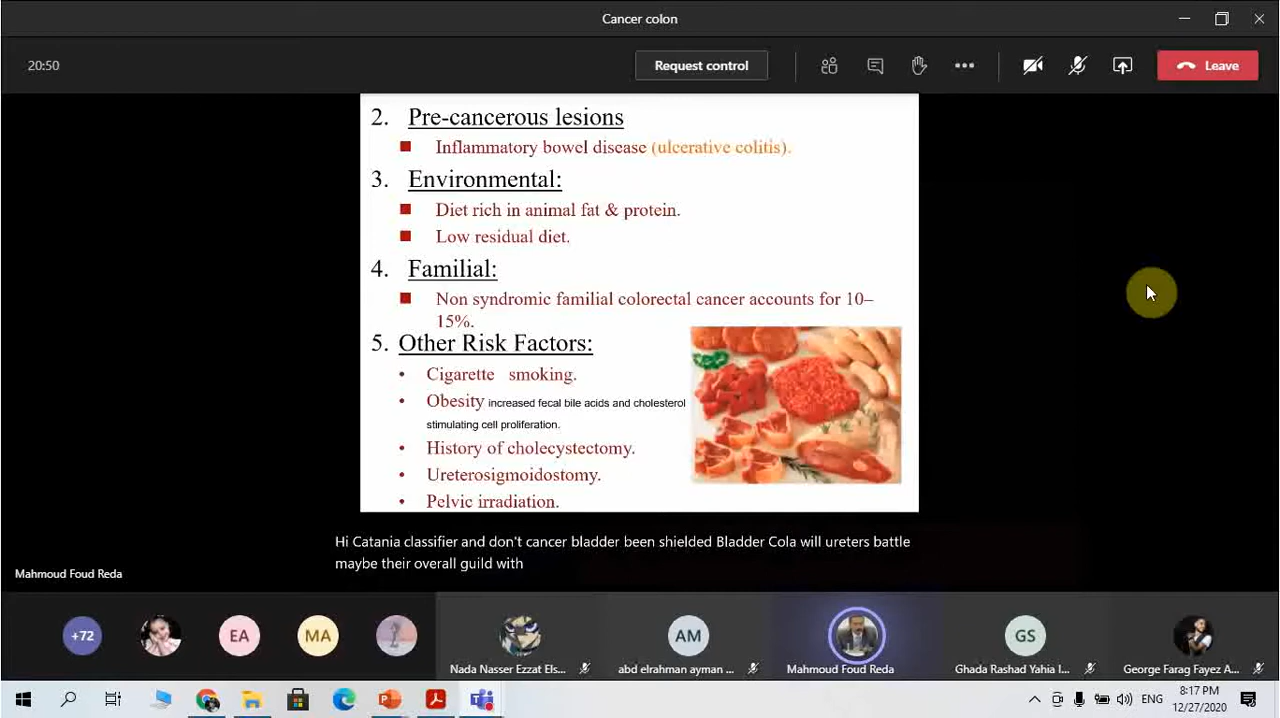 Cancer colon
20:50
Request control
Leave
2. Pre-cancerous lesions
Inflammatory bowel disease (ulcerative colitis).
3. Environmental:
Diet rich in animal fat & protein.
Low residual diet.
4. Familial:
Non syndromic familial colorectal cancer accounts for 10–
15%.
5. Other Risk Factors:
• Cigarette smoking.
• Obesity increased fecal bile acids and cholesterol
stimulating cell proliferation.
• History of cholecystectomy.
• Ureterosigmoidostomy.
• Pelvic irradiation.
Hi Catania classifier and don't cancer bladder been shielded Bladder Cola will ureters battle
maybe their overall guild with
Mahmoud Foud Reda
+72
EA
MA
AM
GS
Nada Nasser Ezzat Els...
abd elrahman ayman ...
Mahmoud Foud Reda
Ghada Rashad Yahia I...
George Farag Fayez A...
ENG
8:17 PM
12/27/2020